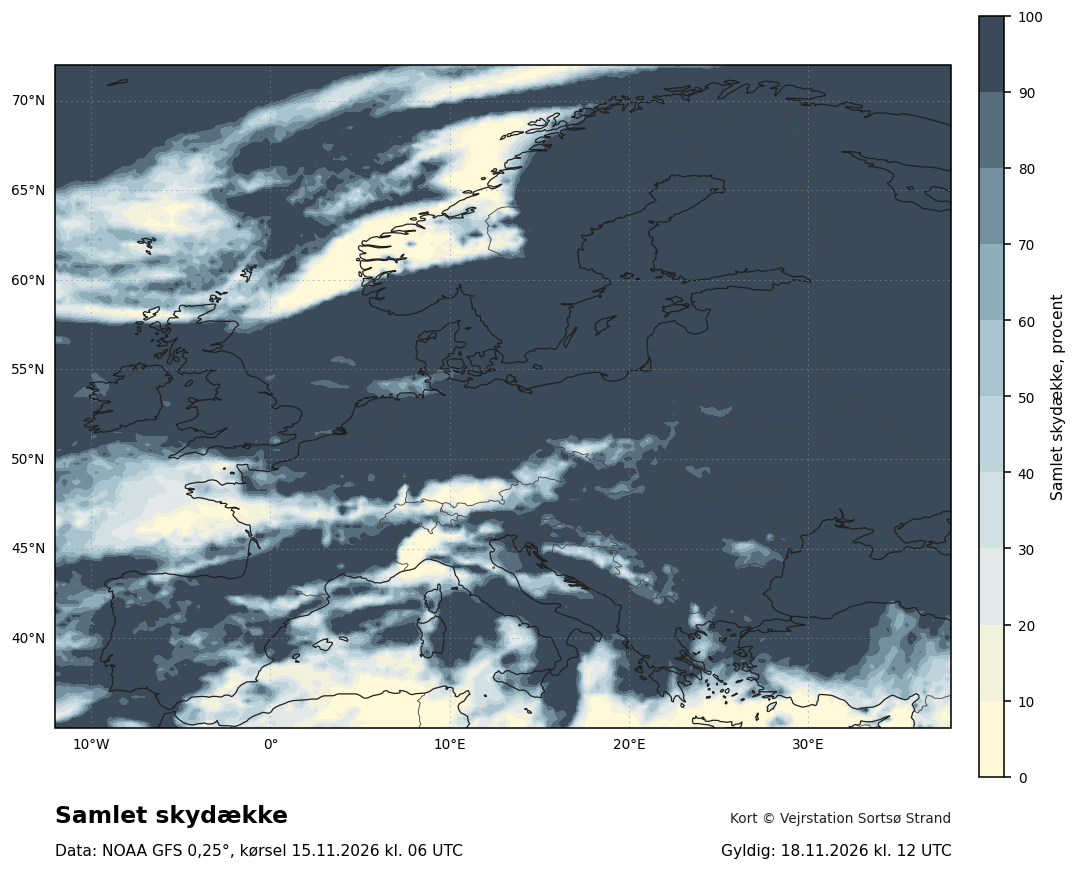 100
90
80
70
60
50
40
30
20
10
0
Samlet skydække, procent
70°N
65°N
60°N
55°N
50°N
45°N
40°N
10°W
0°
10°E
20°E
30°E
Samlet skydække
Kort © Vejrstation Sortsø Strand
Data: NOAA GFS 0,25°, kørsel 15.11.2026 kl. 06 UTC
Gyldig: 18.11.2026 kl. 12 UTC